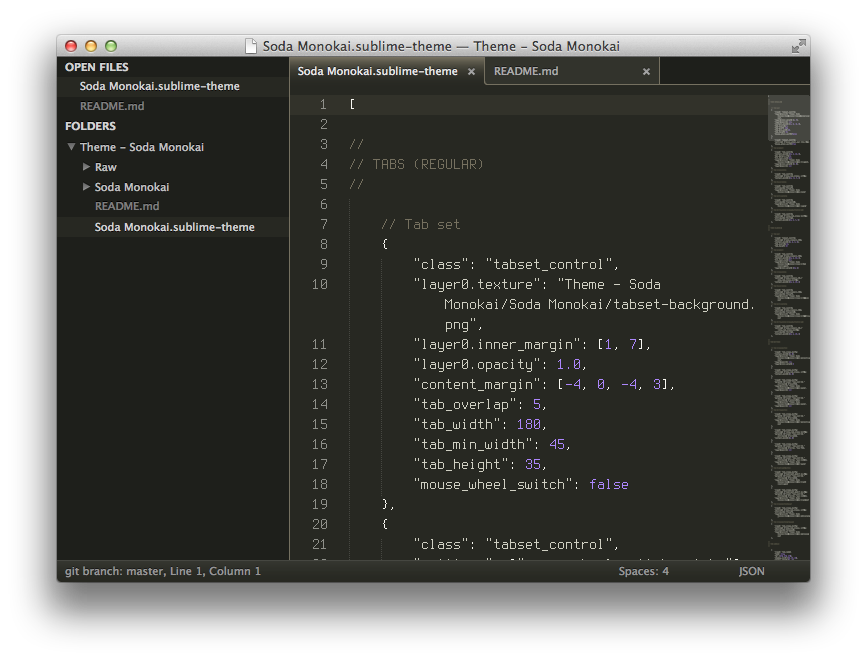 Soda Monokai.sublime-theme — Theme - Soda Monokai
OPEN FILES
Soda Monokai.sublime-theme
README.md
FOLDERS
Theme - Soda Monokai
Raw
Soda Monokai
README.md
Soda Monokai.sublime-theme
Soda Monokai.sublime-theme ×
README.md ×
1 [
2
3 //
4 // TABS (REGULAR)
5 //
6
7 // Tab set
8 {
9 "class": "tabset_control",
10 "layer0.texture": "Theme - Soda
Monokai/Soda Monokai/tabset-background.
png",
11 "layer0.inner_margin": [1, 7],
12 "layer0.opacity": 1.0,
13 "content_margin": [-4, 0, -4, 3],
14 "tab_overlap": 5,
15 "tab_width": 180,
16 "tab_min_width": 45,
17 "tab_height": 35,
18 "mouse_wheel_switch": false
19 },
20 {
21 "class": "tabset_control",
git branch: master, Line 1, Column 1
Spaces: 4
JSON